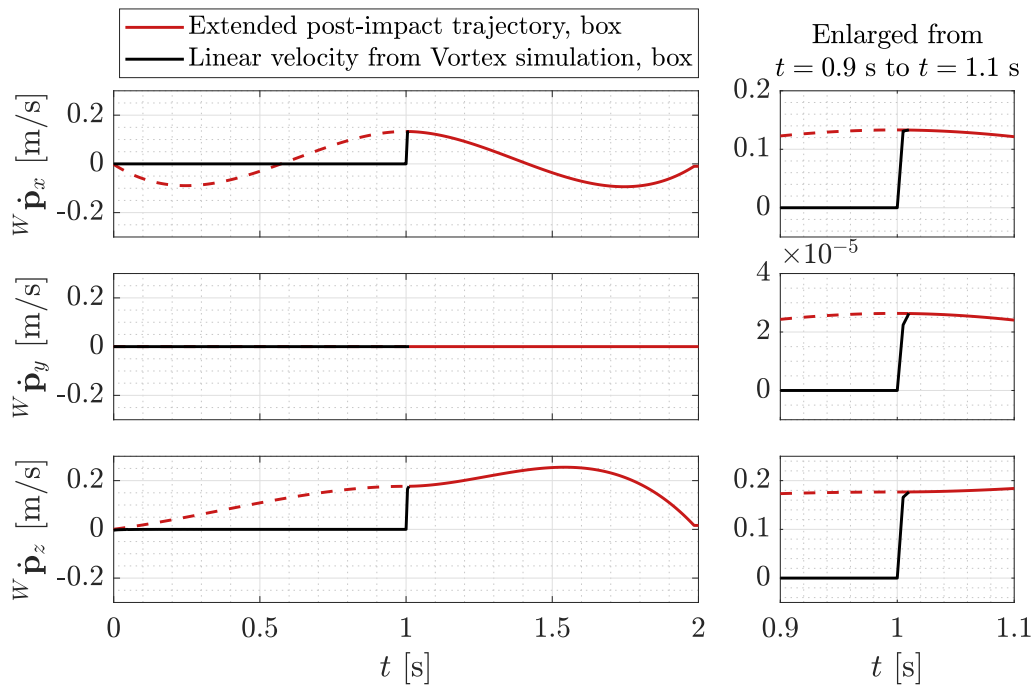 Extended post-impact trajectory, box
Linear velocity from Vortex simulation, box
Enlarged from
t = 0.9 s to t = 1.1 s
0.2
0
-0.2
ᵂṗₓ [m/s]
0.2
0.1
0
0.2
0
-0.2
ᵂṗ_y [m/s]
×10⁻⁵
4
2
0
0.2
0
-0.2
ᵂṗ_z [m/s]
0.2
0.1
0
0 0.5 1 1.5 2
t [s]
0.9 1 1.1
t [s]